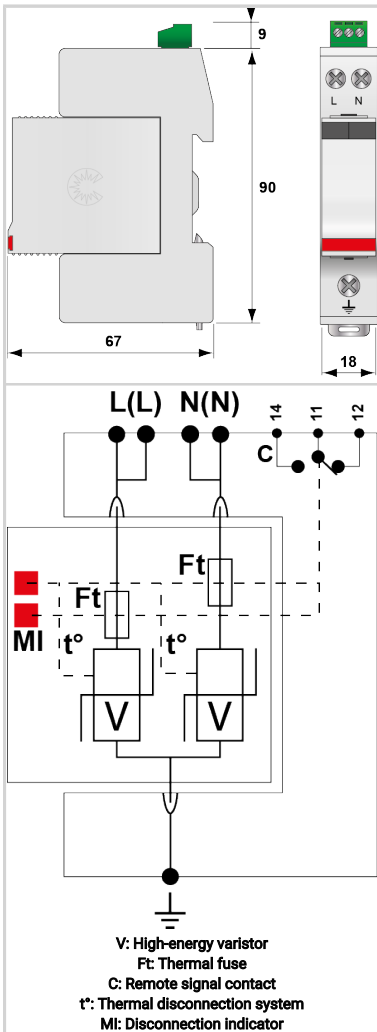 9
L N
90
67
18
L(L) N(N) 14 11 12
C
Ft
Ft
MI t° t°
V V
V: High-energy varistor
Ft: Thermal fuse
C: Remote signal contact
t°: Thermal disconnection system
MI: Disconnection indicator